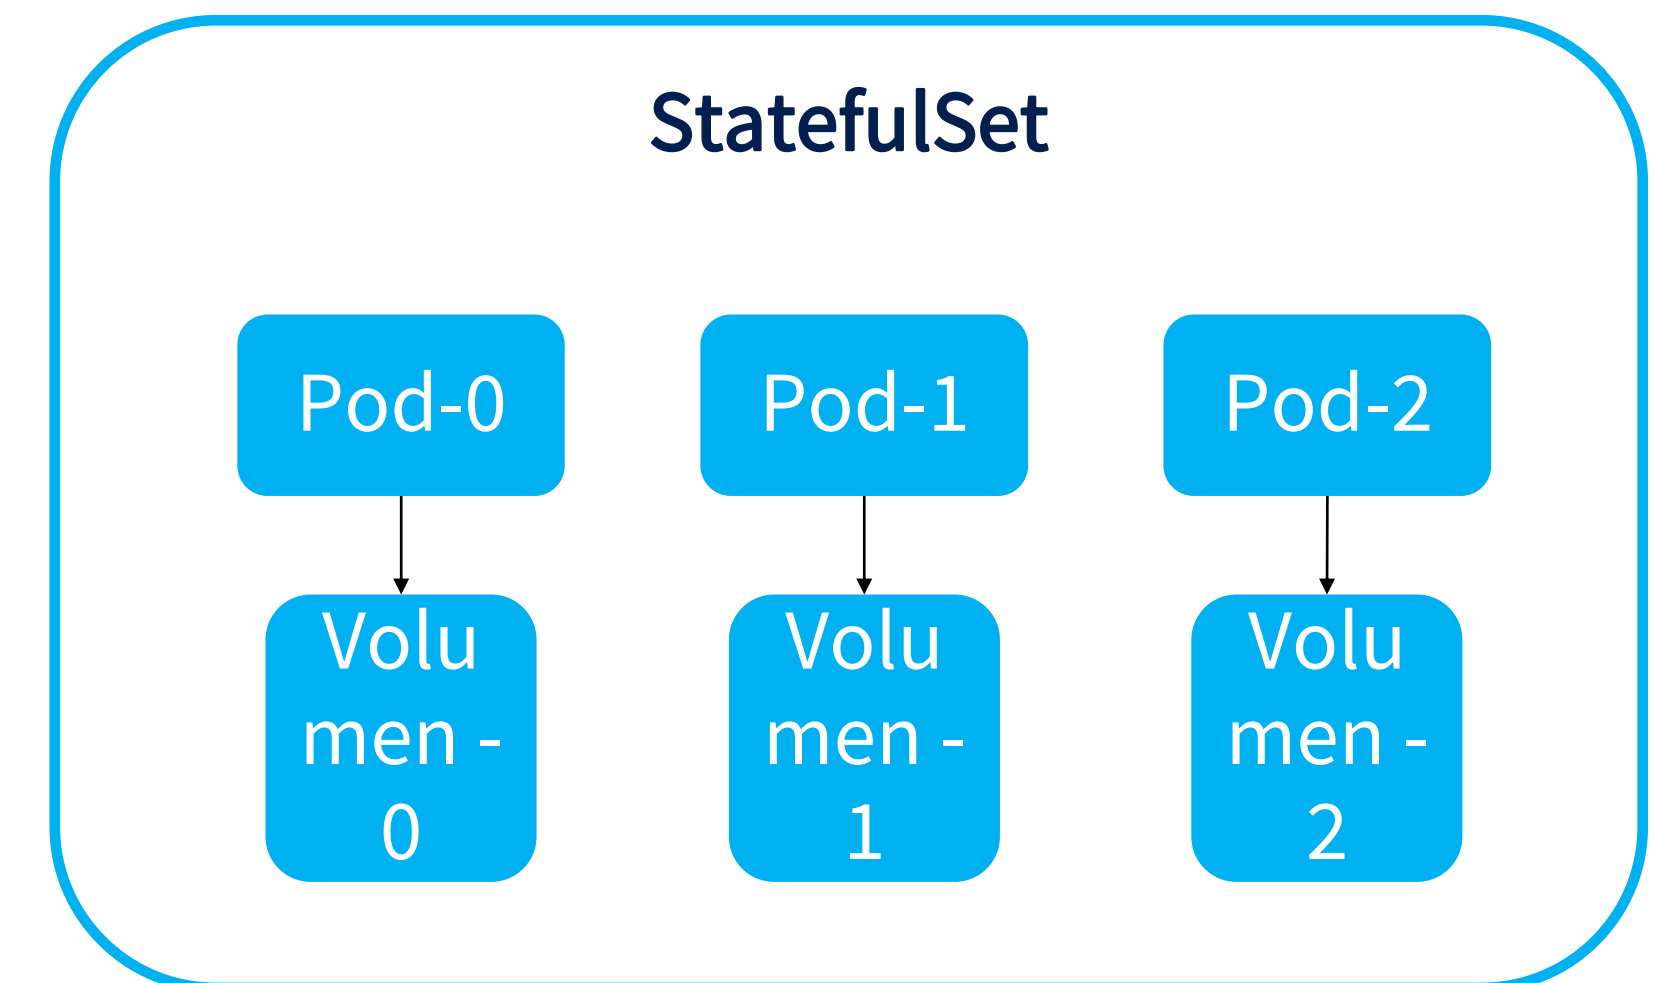 StatefulSet
Pod-0
Pod-1
Pod-2
Volu
men -
0
Volu
men -
1
Volu
men -
2